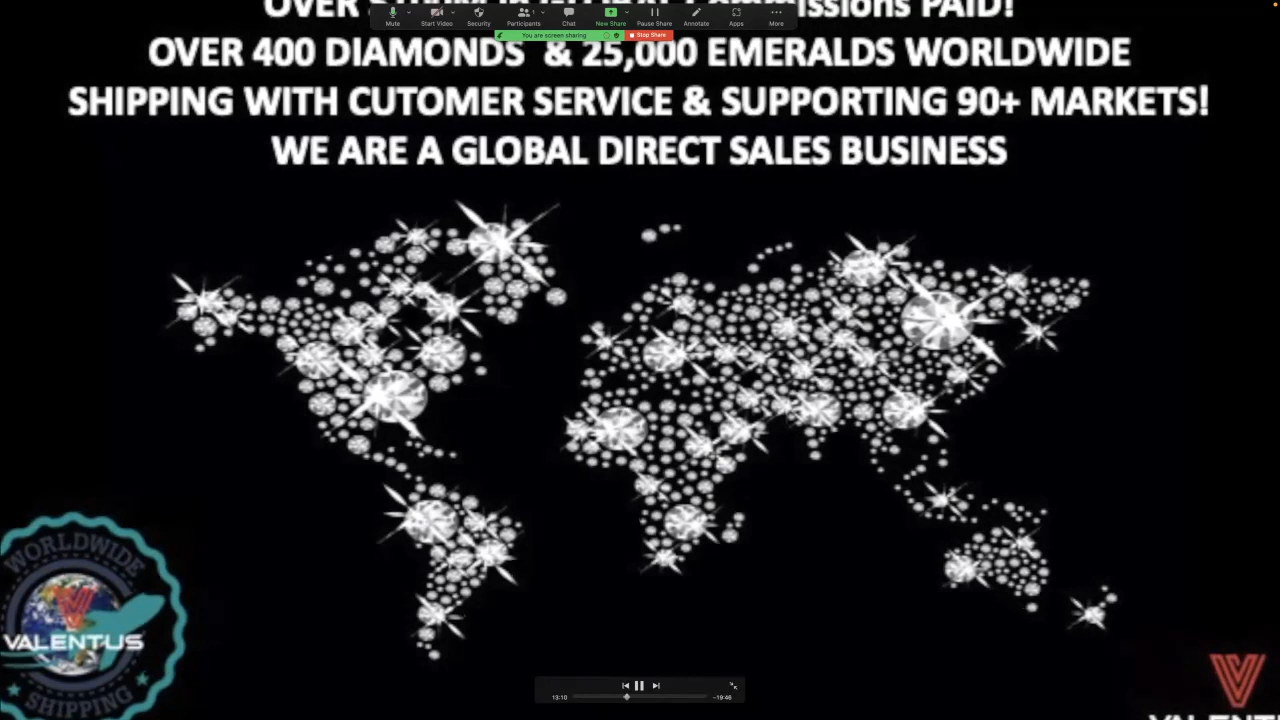 OVER
Commissions PAID!
Mute Start Video Security Participants 1 Chat New Share Pause Share Annotate Apps More
You are screen sharing Stop Share
OVER 400 DIAMONDS & 25,000 EMERALDS WORLDWIDE
SHIPPING WITH CUTOMER SERVICE & SUPPORTING 90+ MARKETS!
WE ARE A GLOBAL DIRECT SALES BUSINESS
WORLDWIDE
VALENTUS
SHIPPING
13:10 -19:46